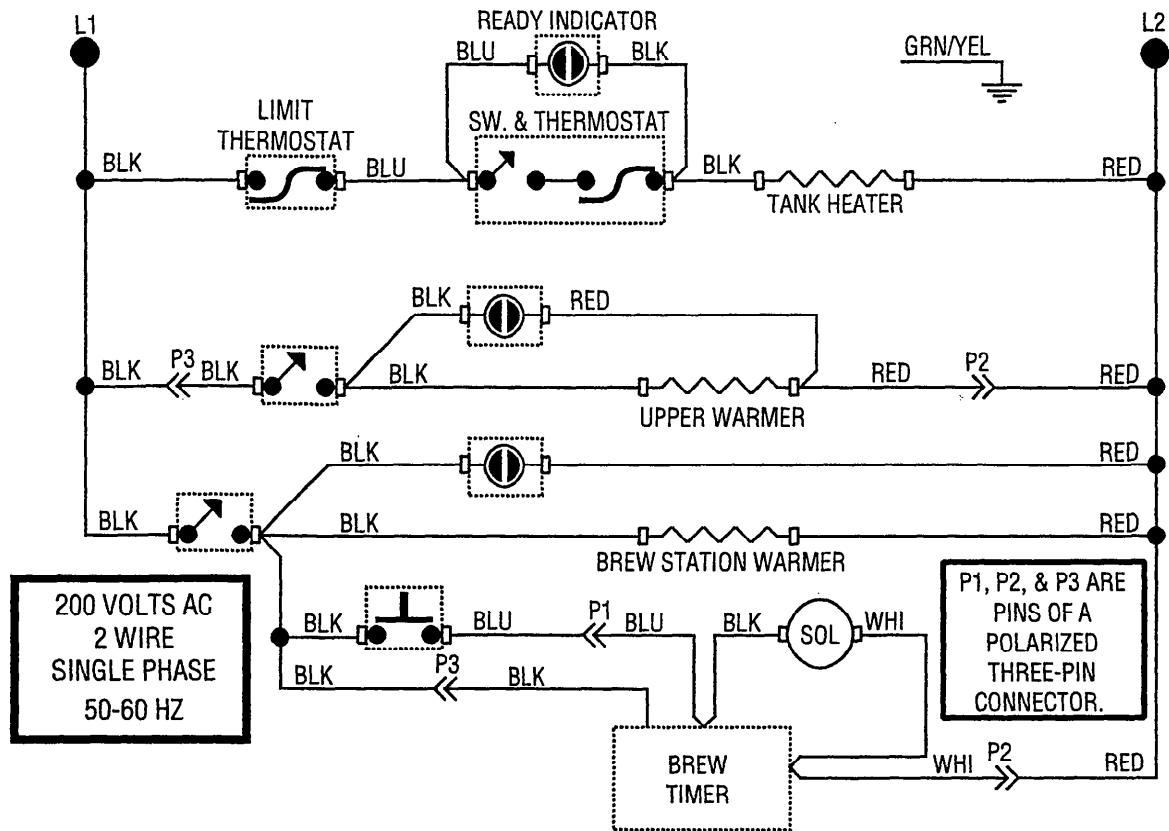 L1
READY INDICATOR
L2
BLU
BLK
GRN/YEL
LIMIT
THERMOSTAT
SW. & THERMOSTAT
BLK
BLU
BLK
RED
TANK HEATER
BLK
RED
BLK
P3
BLK
BLK
RED
P2
RED
UPPER WARMER
BLK
RED
BLK
BLK
RED
BREW STATION WARMER
200 VOLTS AC
2 WIRE
SINGLE PHASE
50-60 HZ
P1, P2, & P3 ARE
PINS OF A
POLARIZED
THREE-PIN
CONNECTOR.
BLK
BLU
P1
BLU
BLK
SOL
WHI
BLK
P3
BLK
BREW
TIMER
WHI
P2
RED